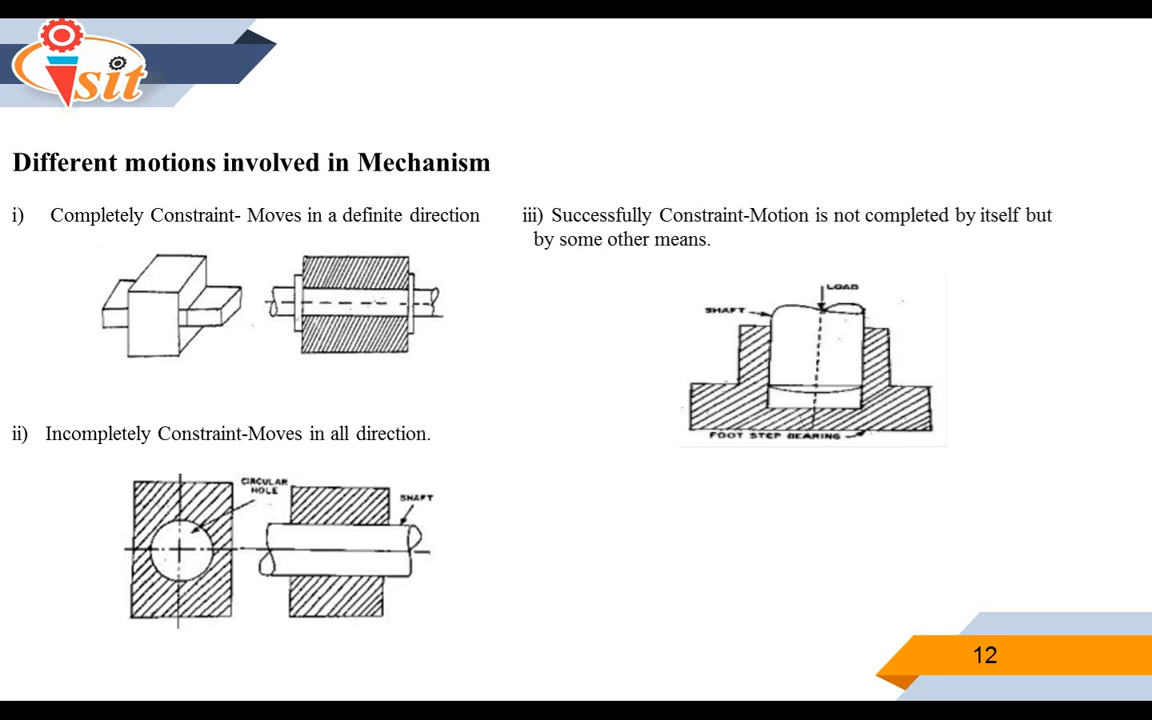 isit
Different motions involved in Mechanism
i) Completely Constraint- Moves in a definite direction
ii) Incompletely Constraint-Moves in all direction.
CIRCULAR
HOLE
SHAFT
iii) Successfully Constraint-Motion is not completed by itself but
by some other means.
LOAD
SHAFT
FOOT STEP BEARING
12